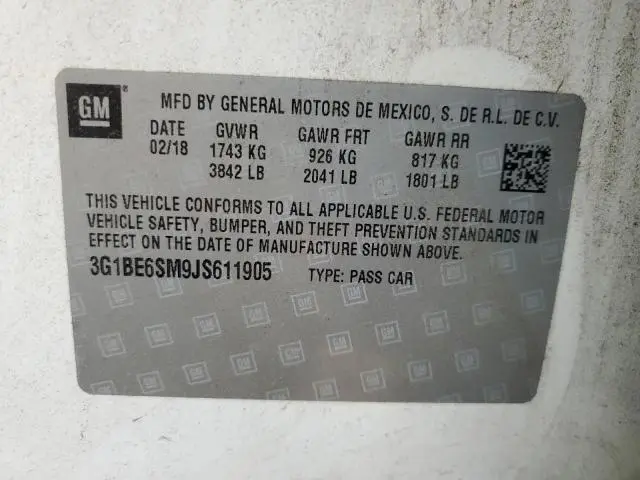 GM
MFD BY GENERAL MOTORS DE MEXICO, S. DE R.L. DE C.V.
DATE GVWR GAWR FRT GAWR RR
02/18 1743 KG 926 KG 817 KG
3842 LB 2041 LB 1801 LB
THIS VEHICLE CONFORMS TO ALL APPLICABLE U.S. FEDERAL MOTOR
VEHICLE SAFETY, BUMPER, AND THEFT PREVENTION STANDARDS IN
EFFECT ON THE DATE OF MANUFACTURE SHOWN ABOVE.
3G1BE6SM9JS611905 TYPE: PASS CAR